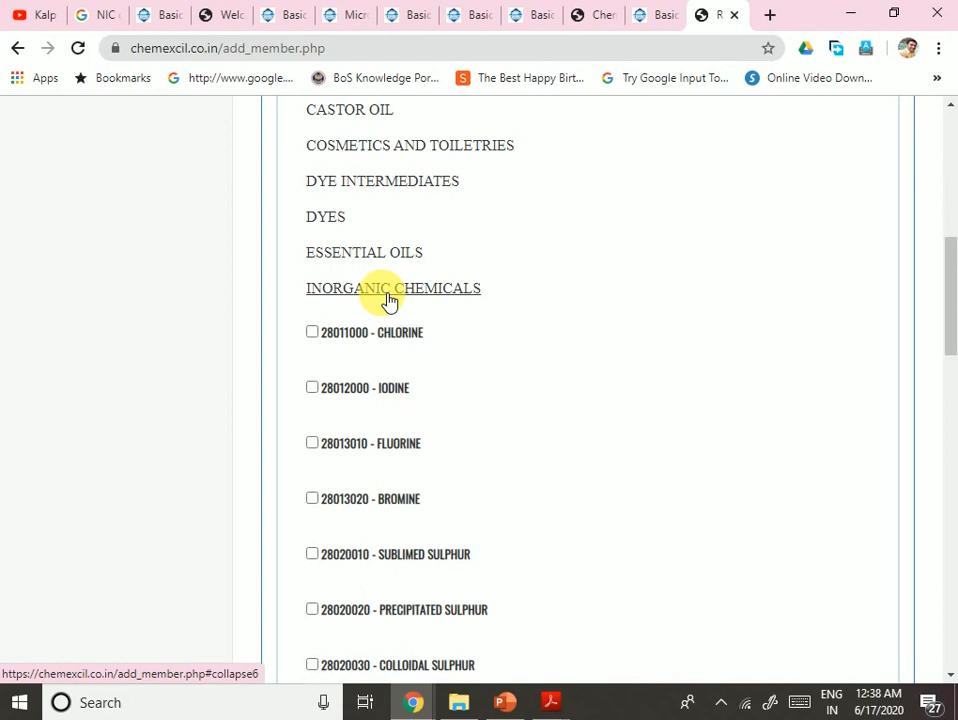 Kalp
NIC
Basic
Welc
Basic
Micr
Basic
Basic
Basic
Cher
Basic
R
chemexcil.co.in/add_member.php
Apps
Bookmarks
http://www.google....
BoS Knowledge Por...
The Best Happy Birt...
Try Google Input To...
Online Video Down...
CASTOR OIL
COSMETICS AND TOILETRIES
DYE INTERMEDIATES
DYES
ESSENTIAL OILS
INORGANIC CHEMICALS
28011000 - CHLORINE
28012000 - IODINE
28013010 - FLUORINE
28013020 - BROMINE
28020010 - SUBLIMED SULPHUR
28020020 - PRECIPITATED SULPHUR
28020030 - COLLOIDAL SULPHUR
https://chemexcil.co.in/add_member.php#collapse6
Search
ENG
IN
12:38 AM
6/17/2020
27